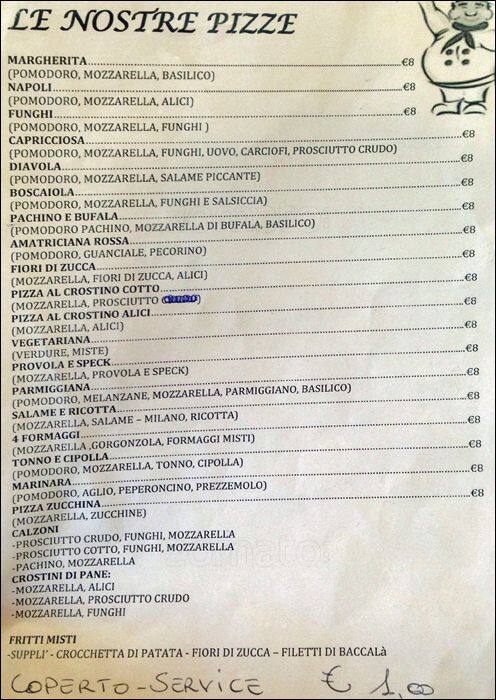 LE NOSTRE PIZZE
MARGHERITA €8
(POMODORO, MOZZARELLA, BASILICO)
NAPOLI €8
(POMODORO, MOZZARELLA, ALICI)
FUNGHI €8
(POMODORO, MOZZARELLA, FUNGHI )
CAPRICCIOSA €8
(POMODORO, MOZZARELLA, FUNGHI, UOVO, CARCIOFI, PROSCIUTTO CRUDO)
DIAVOLA €8
(POMODORO, MOZZARELLA, SALAME PICCANTE)
BOSCAIOLA €8
(POMODORO, MOZZARELLA, FUNGHI E SALSICCIA)
PACHINO E BUFALA €8
(POMODORO PACHINO, MOZZARELLA DI BUFALA, BASILICO)
AMATRICIANA ROSSA €8
(POMODORO, GUANCIALE, PECORINO)
FIORI DI ZUCCA €8
(MOZZARELLA, FIORI DI ZUCCA, ALICI)
PIZZA AL CROSTINO COTTO €8
(MOZZARELLA, PROSCIUTTO )
PIZZA AL CROSTINO ALICI €8
(MOZZARELLA, ALICI)
VEGETARIANA €8
(VERDURE, MISTE)
PROVOLA E SPECK €8
(MOZZARELLA, PROVOLA E SPECK)
PARMIGGIANA €8
(POMODORO, MELANZANE, MOZZARELLA, PARMIGGIANO, BASILICO)
SALAME E RICOTTA €8
(MOZZARELLA, SALAME – MILANO, RICOTTA)
4 FORMAGGI €8
(MOZZARELLA ,GORGONZOLA, FORMAGGI MISTI)
TONNO E CIPOLLA €8
(POMODORO, MOZZARELLA, TONNO, CIPOLLA)
MARINARA €8
(POMODORO, AGLIO, PEPERONCINO, PREZZEMOLO)
PIZZA ZUCCHINA €8
(MOZZARELLA, ZUCCHINE)
CALZONI
-PROSCIUTTO CRUDO, FUNGHI, MOZZARELLA
-PROSCIUTTO COTTO, FUNGHI, MOZZARELLA
-PACHINO, MOZZARELLA
CROSTINI DI PANE:
-MOZZARELLA, ALICI
-MOZZARELLA, PROSCIUTTO CRUDO
-MOZZARELLA, FUNGHI
zomato
FRITTI MISTI
-SUPPLI' - CROCCHETTA DI PATATA - FIORI DI ZUCCA – FILETTI DI BACCALà
COPERTO - SERVICE € 1,00